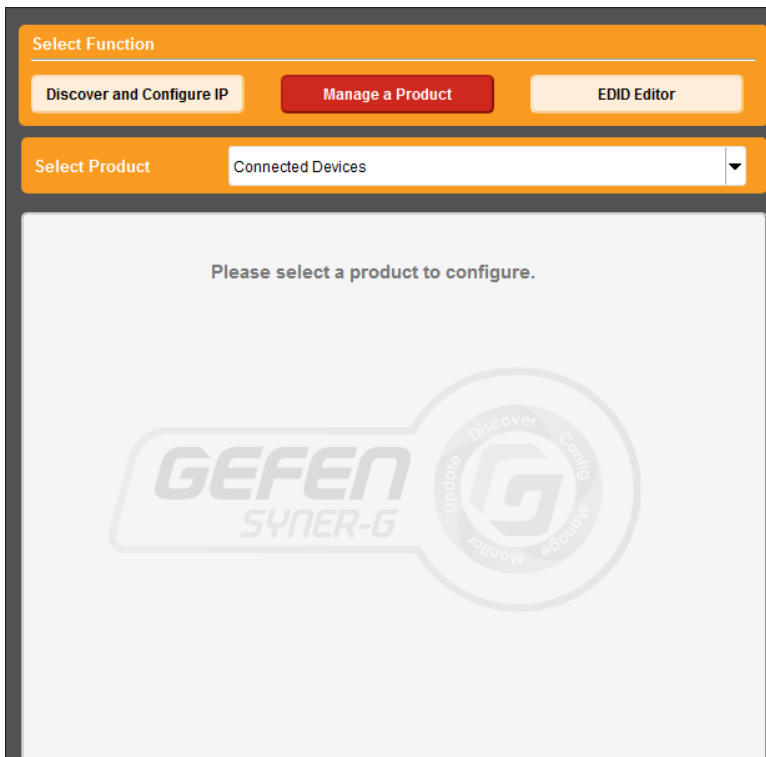 Select Function
Discover and Configure IP
Manage a Product
EDID Editor
Select Product
Connected Devices
Please select a product to configure.
GEFEN
SYNER-G
Discover
Config
Manage
Monitor
Update
G